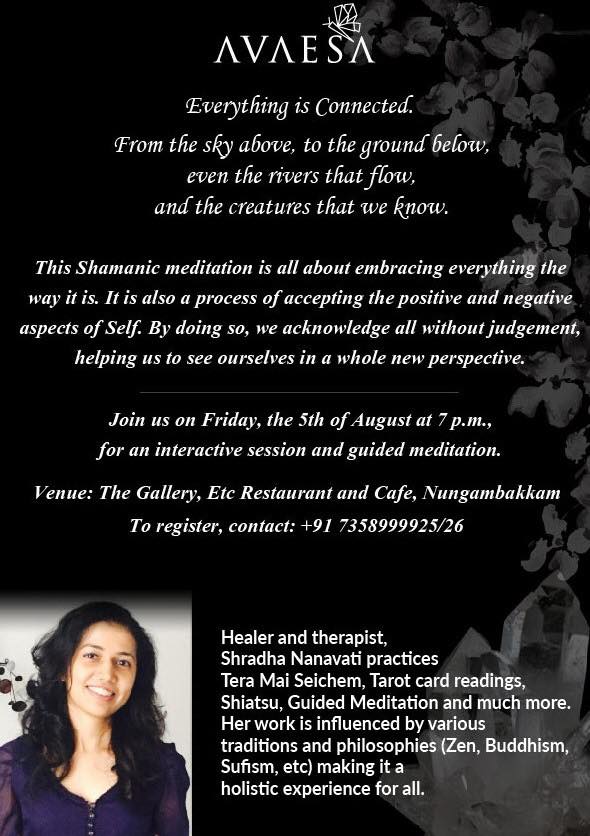 AVAESA
Everything is Connected.
From the sky above, to the ground below,
even the rivers that flow,
and the creatures that we know.
This Shamanic meditation is all about embracing everything the
way it is. It is also a process of accepting the positive and negative
aspects of Self. By doing so, we acknowledge all without judgement,
helping us to see ourselves in a whole new perspective.
Join us on Friday, the 5th of August at 7 p.m.,
for an interactive session and guided meditation.
Venue: The Gallery, Etc Restaurant and Cafe, Nungambakkam
To register, contact: +91 7358999925/26
Healer and therapist,
Shradha Nanavati practices
Tera Mai Seichem, Tarot card readings,
Shiatsu, Guided Meditation and much more.
Her work is influenced by various
traditions and philosophies (Zen, Buddhism,
Sufism, etc) making it a
holistic experience for all.